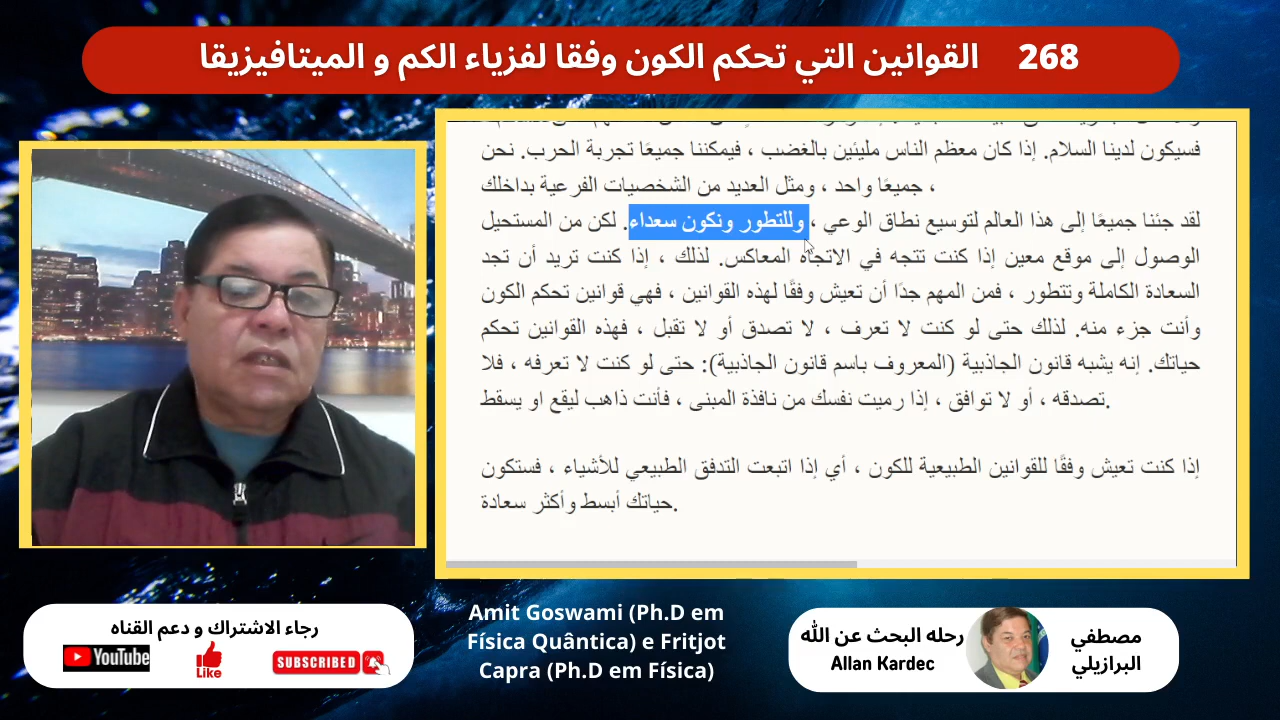 268 القوانين التي تحكم الكون وفقا لفزياء الكم و الميتافيزيقا
فسيكون لدينا السلام. إذا كان معظم الناس مليئين بالغضب ، فيمكننا جميعًا تجربة الحرب. نحن
جميعًا واحد ، ومثل العديد من الشخصيات الفرعية بداخلك ،
لقد جئنا جميعًا إلى هذا العالم لتوسيع نطاق الوعي ، وللتطور ونكون سعداء. لكن من المستحيل
الوصول إلى موقع معين إذا كنت تتجه في الاتجاه المعاكس. لذلك ، إذا كنت تريد أن تجد
السعادة الكاملة وتتطور ، فمن المهم جدًا أن تعيش وفقًا لهذه القوانين ، فهي قوانين تحكم الكون
وأنت جزء منه. لذلك حتى لو كنت لا تعرف ، لا تصدق أو لا تقبل ، فهذه القوانين تحكم
حياتك. إنه يشبه قانون الجاذبية (المعروف باسم قانون الجاذبية): حتى لو كنت لا تعرفه ، فلا
تصدقه ، أو لا توافق ، إذا رميت نفسك من نافذة المبنى ، فأنت ذاهب ليقع او يسقط.
إذا كنت تعيش وفقًا للقوانين الطبيعية للكون ، أي إذا اتبعت التدفق الطبيعي للأشياء ، فستكون
حياتك أبسط وأكثر سعادة.
رجاء الاشتراك و دعم القناه
YouTube
Like
SUBSCRIBED
Amit Goswami (Ph.D em
Física Quântica) e Fritjot
Capra (Ph.D em Física)
رحله البحث عن الله
Allan Kardec
مصطفي
البرازيلي